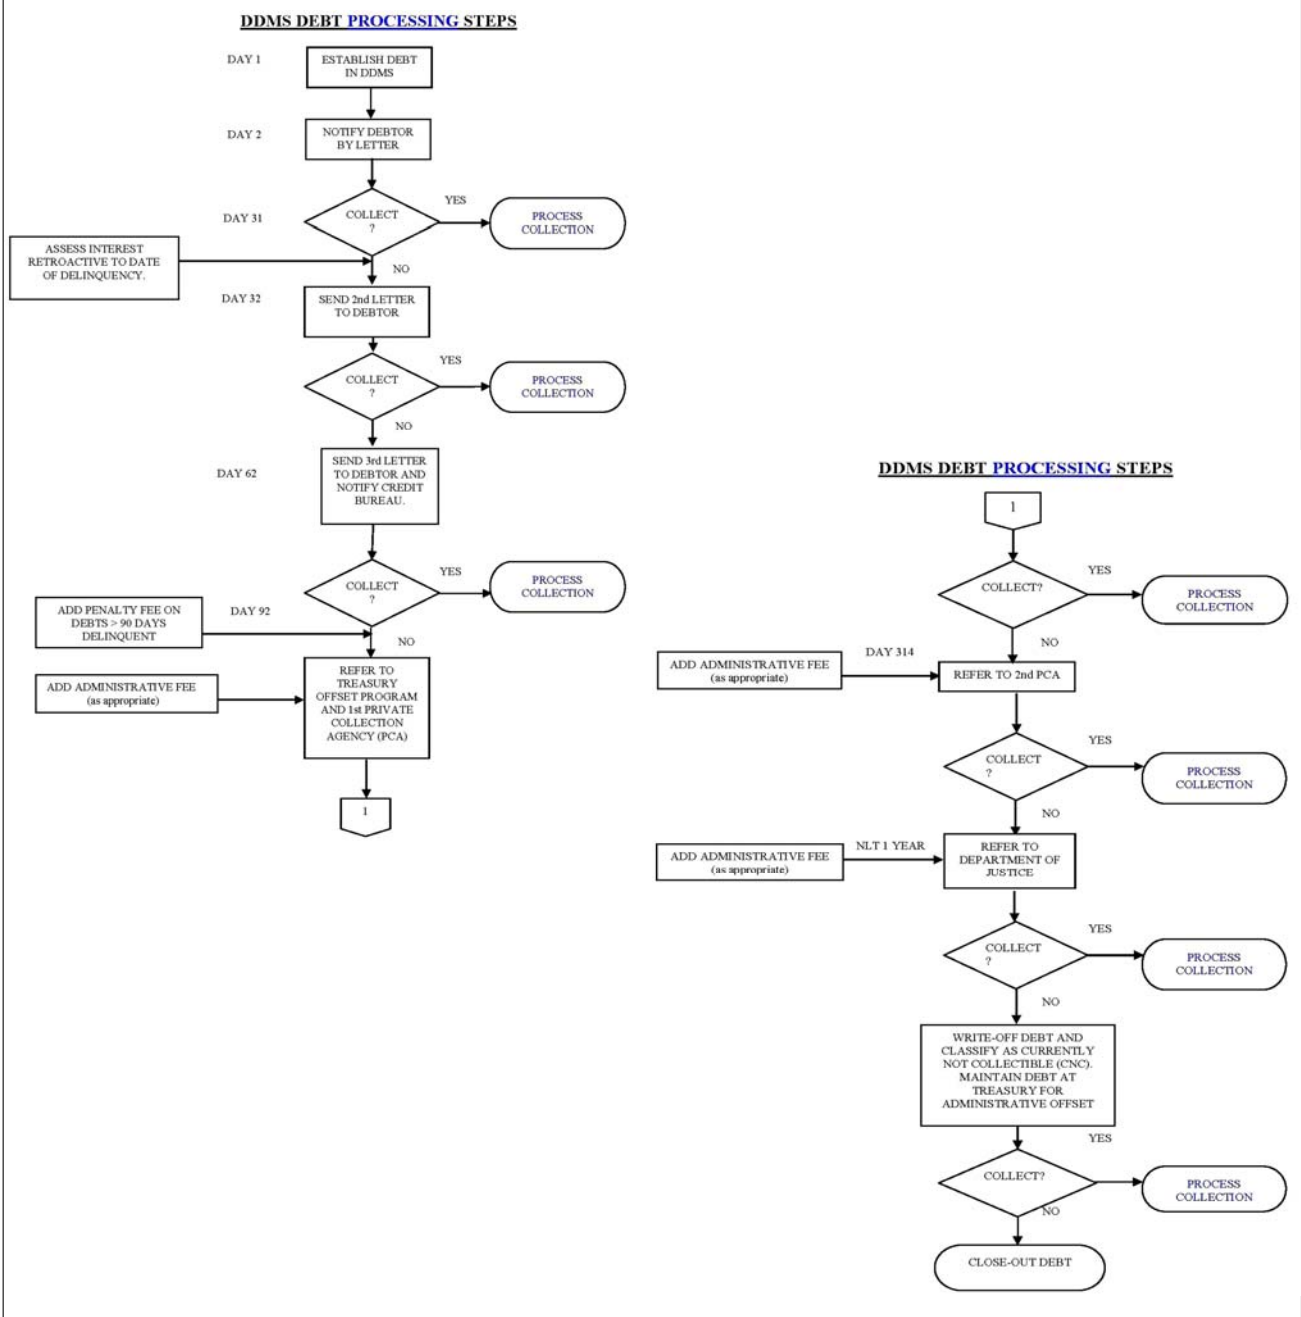 DDMS DEBT PROCESSING STEPS
DAY 1
ESTABLISH DEBT
IN DDMS
DAY 2
NOTIFY DEBTOR
BY LETTER
DAY 31
COLLECT
?
YES
PROCESS
COLLECTION
ASSESS INTEREST
RETROACTIVE TO DATE
OF DELINQUENCY.
NO
DAY 32
SEND 2nd LETTER
TO DEBTOR
COLLECT
?
YES
PROCESS
COLLECTION
NO
DAY 62
SEND 3rd LETTER
TO DEBTOR AND
NOTIFY CREDIT
BUREAU.
COLLECT
?
YES
PROCESS
COLLECTION
ADD PENALTY FEE ON
DEBTS > 90 DAYS
DELINQUENT
DAY 92
NO
ADD ADMINISTRATIVE FEE
(as appropriate)
REFER TO
TREASURY
OFFSET PROGRAM
AND 1st PRIVATE
COLLECTION
AGENCY (PCA)
1
DDMS DEBT PROCESSING STEPS
1
COLLECT?
YES
PROCESS
COLLECTION
NO
ADD ADMINISTRATIVE FEE
(as appropriate)
DAY 314
REFER TO 2nd PCA
COLLECT
?
YES
PROCESS
COLLECTION
NO
ADD ADMINISTRATIVE FEE
(as appropriate)
NLT 1 YEAR
REFER TO
DEPARTMENT OF
JUSTICE
COLLECT
?
YES
PROCESS
COLLECTION
NO
WRITE-OFF DEBT AND
CLASSIFY AS CURRENTLY
NOT COLLECTIBLE (CNC).
MAINTAIN DEBT AT
TREASURY FOR
ADMINISTRATIVE OFFSET
YES
COLLECT?
PROCESS
COLLECTION
NO
CLOSE-OUT DEBT